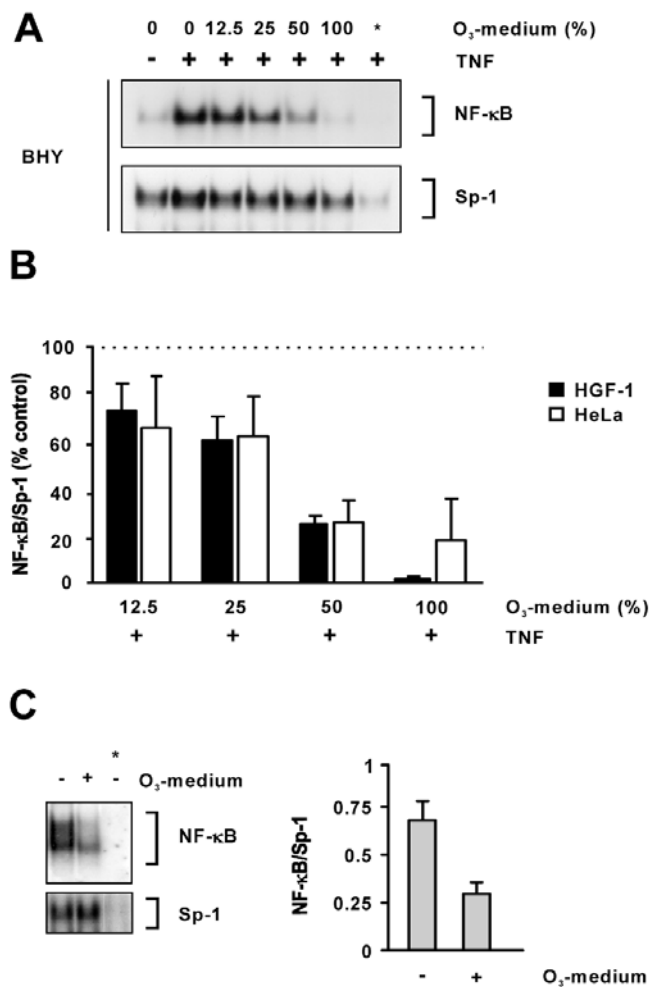 A
0 0 12.5 25 50 100 * O₃-medium (%)
- + + + + + + TNF
NF-κB
BHY
Sp-1
B
100
80
60
40
20
0
NF-κB/Sp-1 (% control)
HGF-1
HeLa
12.5 25 50 100 O₃-medium (%)
+ + + + TNF
C
*
- + - O₃-medium
NF-κB
Sp-1
1
0.75
0.5
0.25
0
NF-κB/Sp-1
- + O₃-medium